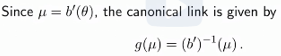 Since μ = b′(θ), the canonical link is given by
g(μ) = (b′)⁻¹(μ).